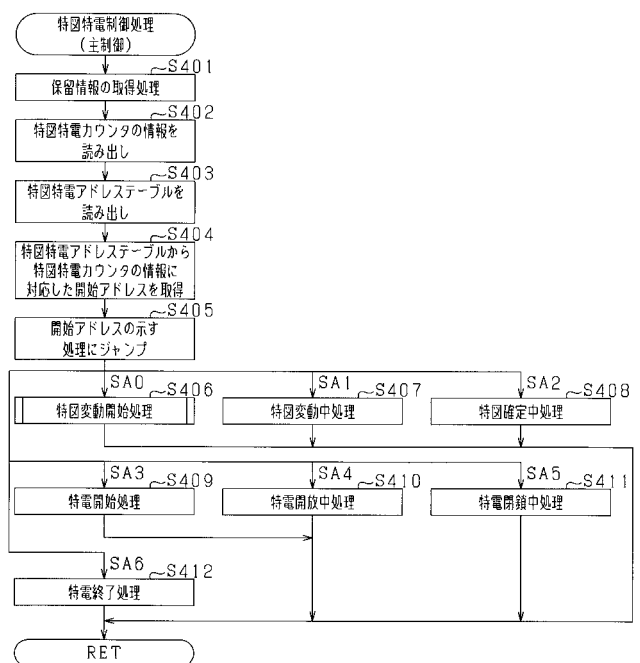 特図特電制御処理
(主制御)
S401
保留情報の取得処理
S402
特図特電カウンタの情報を
読み出し
S403
特図特電アドレステーブルを
読み出し
S404
特図特電アドレステーブルから
特図特電カウンタの情報に
対応した開始アドレスを取得
S405
開始アドレスの示す
処理にジャンプ
SA0
S406
特図変動開始処理
SA1
S407
特図変動中処理
SA2
S408
特図確定中処理
SA3
S409
特電開始処理
SA4
S410
特電開放中処理
SA5
S411
特電閉鎖中処理
SA6
S412
特電終了処理
RET